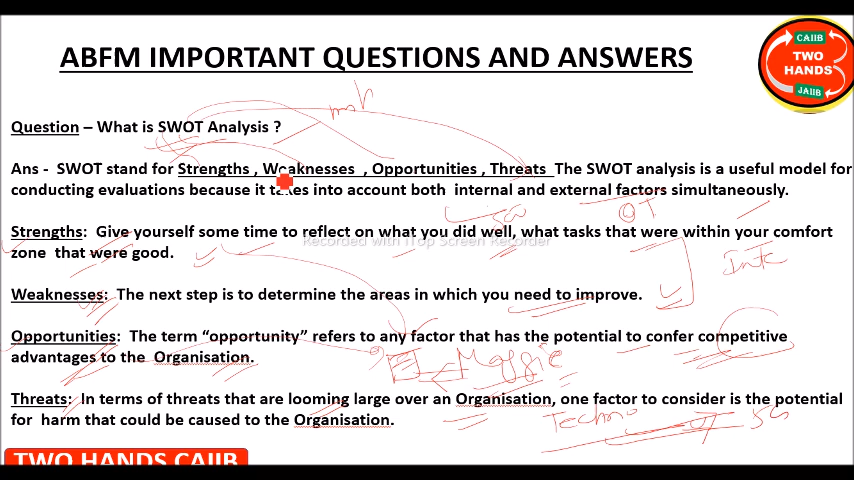 ABFM IMPORTANT QUESTIONS AND ANSWERS
CAIIB
TWO
HANDS
JAIIB
Question – What is SWOT Analysis ?
Ans - SWOT stand for Strengths , Weaknesses , Opportunities , Threats The SWOT analysis is a useful model for
conducting evaluations because it takes into account both internal and external factors simultaneously.
SW
OT
Strengths: Give yourself some time to reflect on what you did well, what tasks that were within your comfort
zone that were good.
Recorded with iTop Screen Recorder
Weaknesses: The next step is to determine the areas in which you need to improve.
Opportunities: The term “opportunity” refers to any factor that has the potential to confer competitive
advantages to the Organisation.
Maggie
Threats: In terms of threats that are looming large over an Organisation, one factor to consider is the potential
for harm that could be caused to the Organisation.
Techno
5G
TWO HANDS CAIIB